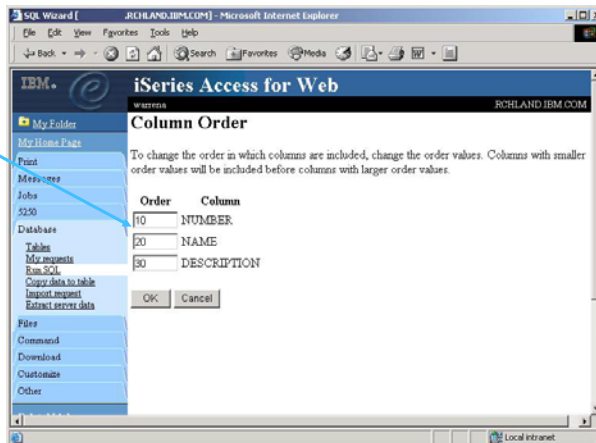 SQL Wizard [ .RCHLAND.IBM.COM] - Microsoft Internet Explorer
File Edit View Favorites Tools Help
Back Search Favorites Media
IBM. iSeries Access for Web
warrena RCHLAND.IBM.COM
My Folder
My Home Page
Print
Messages
Jobs
5250
Database
Tables
My requests
Run SQL
Copy data to table
Import request
Extract server data
Files
Command
Download
Customize
Other
Column Order
To change the order in which columns are included, change the order values. Columns with smaller
order values will be included before columns with larger order values.
Order Column
10 NUMBER
20 NAME
30 DESCRIPTION
OK Cancel
Local intranet